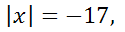 |x| = −17,